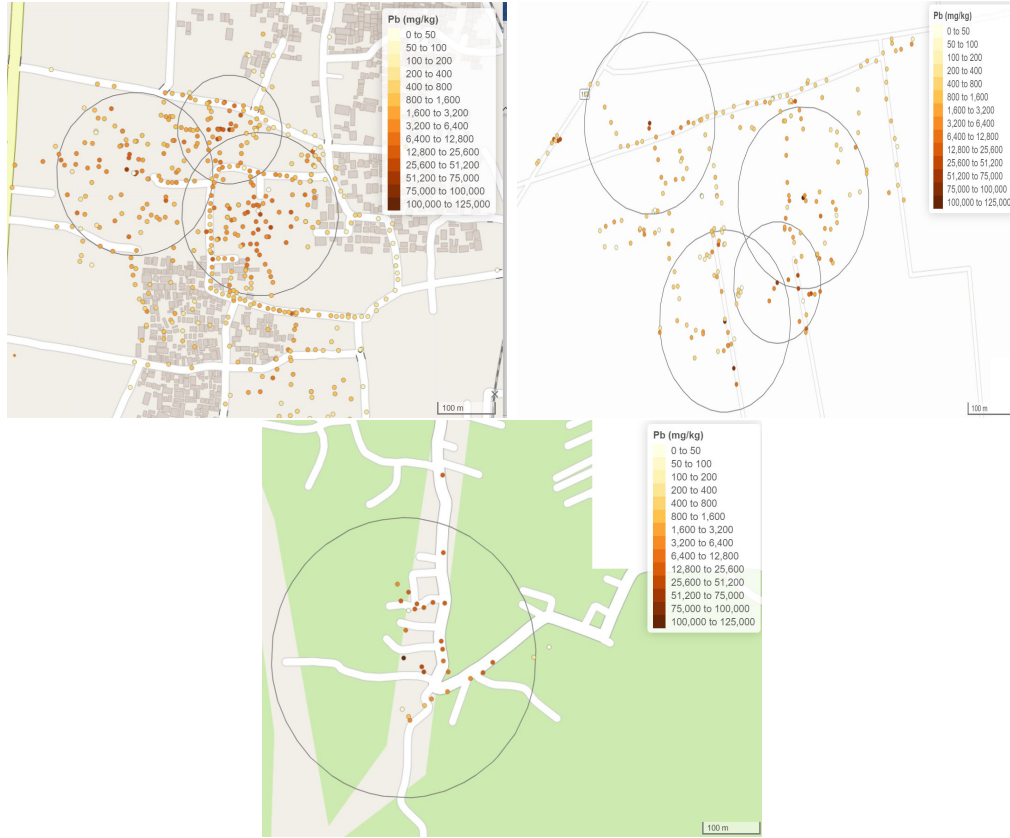 Pb (mg/kg)
0 to 50
50 to 100
100 to 200
200 to 400
400 to 800
800 to 1,600
1,600 to 3,200
3,200 to 6,400
6,400 to 12,800
12,800 to 25,600
25,600 to 51,200
51,200 to 75,000
75,000 to 100,000
100,000 to 125,000
100 m
Pb (mg/kg)
0 to 50
50 to 100
100 to 200
200 to 400
400 to 800
800 to 1,600
1,600 to 3,200
3,200 to 6,400
6,400 to 12,800
12,800 to 25,600
25,600 to 51,200
51,200 to 75,000
75,000 to 100,000
100,000 to 125,000
100 m
Pb (mg/kg)
0 to 50
50 to 100
100 to 200
200 to 400
400 to 800
800 to 1,600
1,600 to 3,200
3,200 to 6,400
6,400 to 12,800
12,800 to 25,600
25,600 to 51,200
51,200 to 75,000
75,000 to 100,000
100,000 to 125,000
100 m